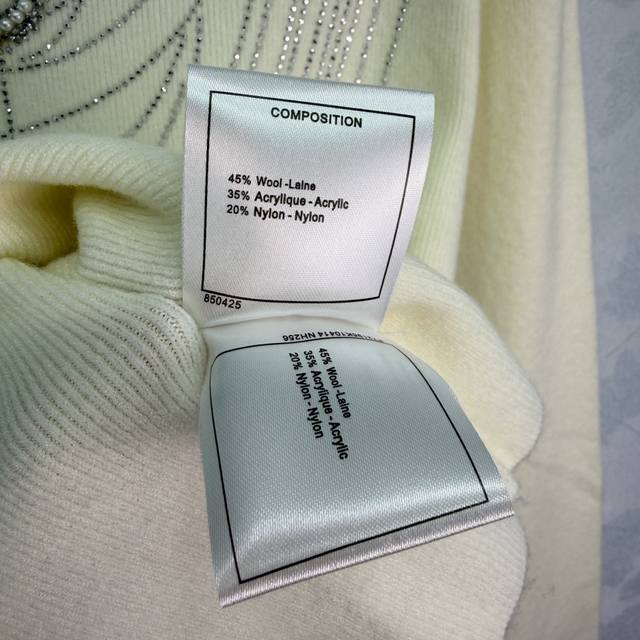 COMPOSITION
45% Wool -Laine
35% Acrylique - Acrylic
20% Nylon - Nylon
850425
NH256
45% Wool -Laine
35% Acrylique - Acrylic
20% Nylon - Nylon